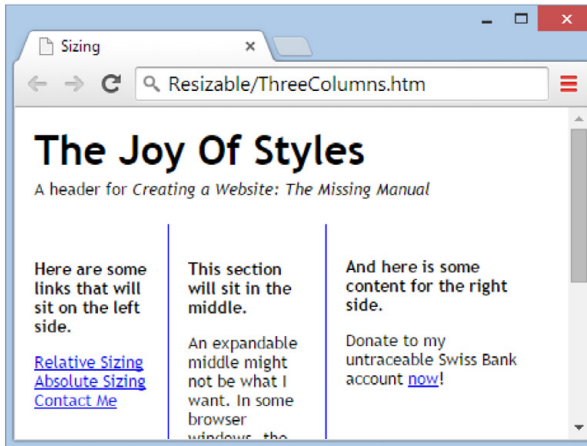 Sizing
Resizable/ThreeColumns.htm
The Joy Of Styles
A header for Creating a Website: The Missing Manual
Here are some
links that will
sit on the left
side.
Relative Sizing
Absolute Sizing
Contact Me
This section
will sit in the
middle.
An expandable
middle might
not be what I
want. In some
browser
windows, the
And here is some
content for the right
side.
Donate to my
untraceable Swiss Bank
account now!